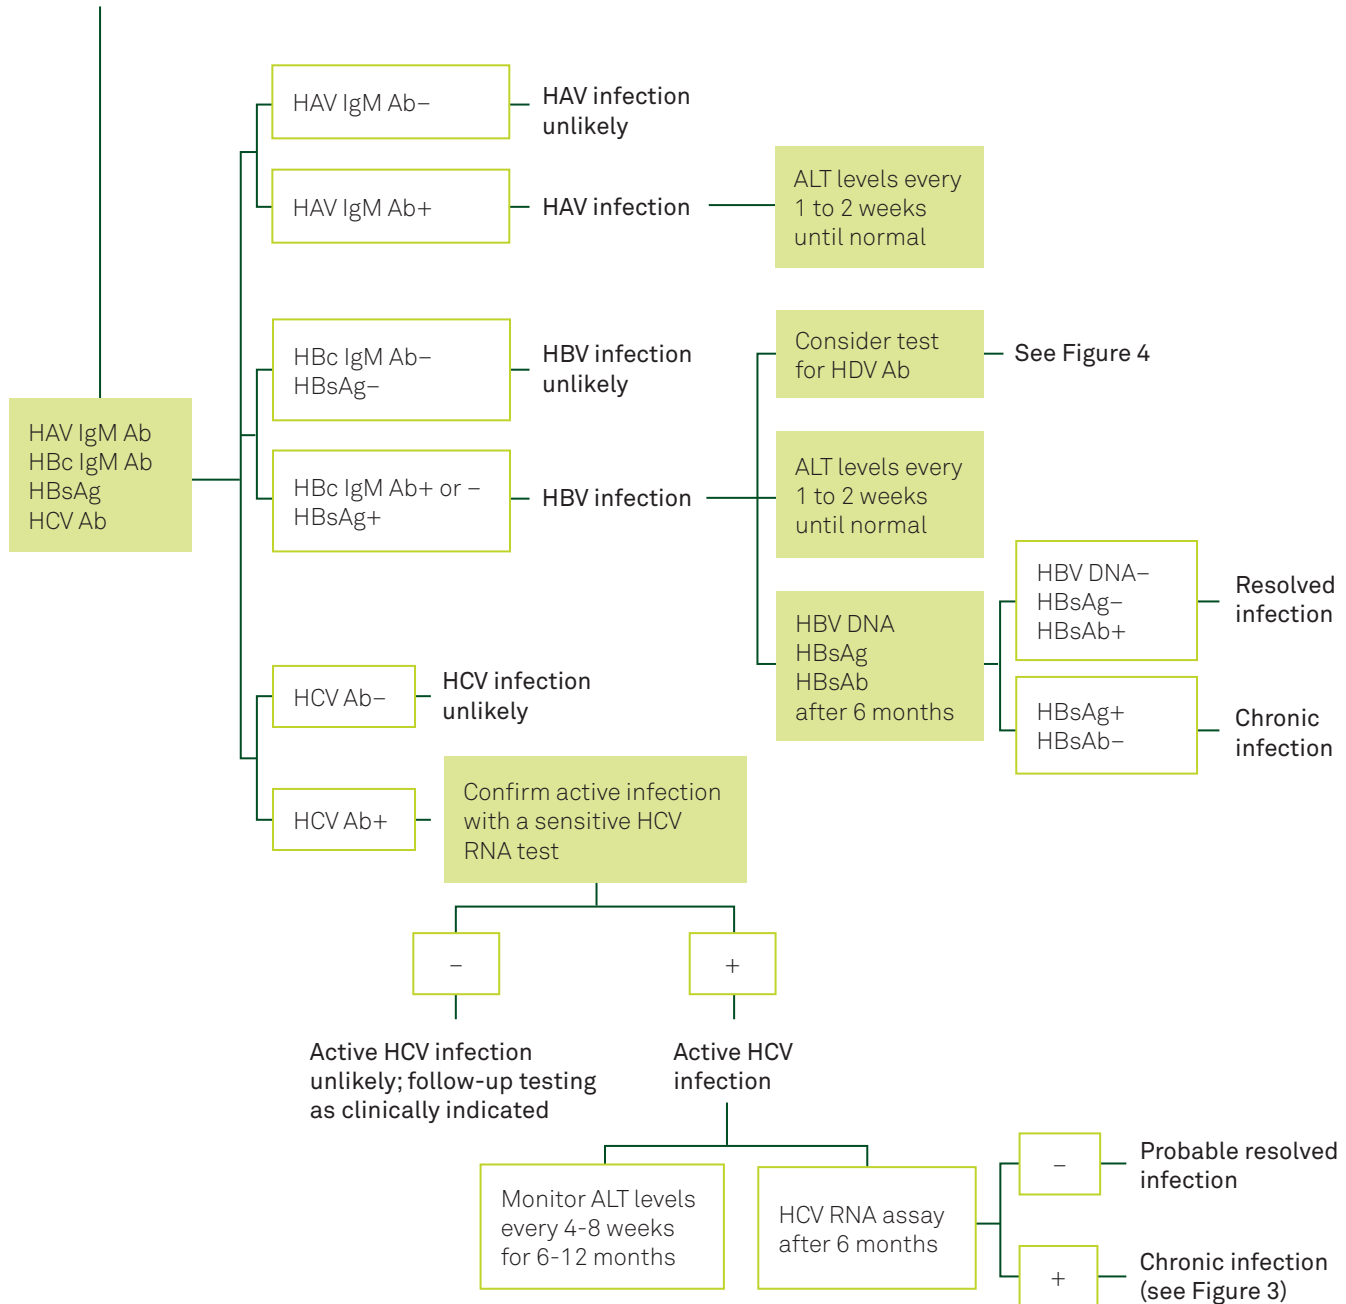 HAV IgM Ab
HBc IgM Ab
HBsAg
HCV Ab
HAV IgM Ab–
HAV infection
unlikely
HAV IgM Ab+
HAV infection
ALT levels every
1 to 2 weeks
until normal
HBc IgM Ab–
HBsAg–
HBV infection
unlikely
HBc IgM Ab+ or –
HBsAg+
HBV infection
Consider test
for HDV Ab
See Figure 4
ALT levels every
1 to 2 weeks
until normal
HBV DNA
HBsAg
HBsAb
after 6 months
HBV DNA–
HBsAg–
HBsAb+
Resolved
infection
HBsAg+
HBsAb–
Chronic
infection
HCV Ab–
HCV infection
unlikely
HCV Ab+
Confirm active infection
with a sensitive HCV
RNA test
–
+
Active HCV infection
unlikely; follow-up testing
as clinically indicated
Active HCV
infection
Monitor ALT levels
every 4-8 weeks
for 6-12 months
HCV RNA assay
after 6 months
–
Probable resolved
infection
+
Chronic infection
(see Figure 3)